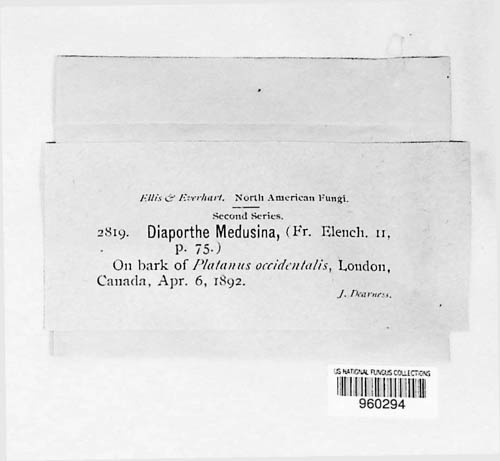 Ellis & Everhart. North American Fungi.
Second Series.
2819. Diaporthe Medusina, (Fr. Elench. II,
p. 75.)
On bark of Platanus occidentalis, London,
Canada, Apr. 6, 1892.
J. Dearness.
US NATIONAL FUNGUS COLLECTIONS
960294